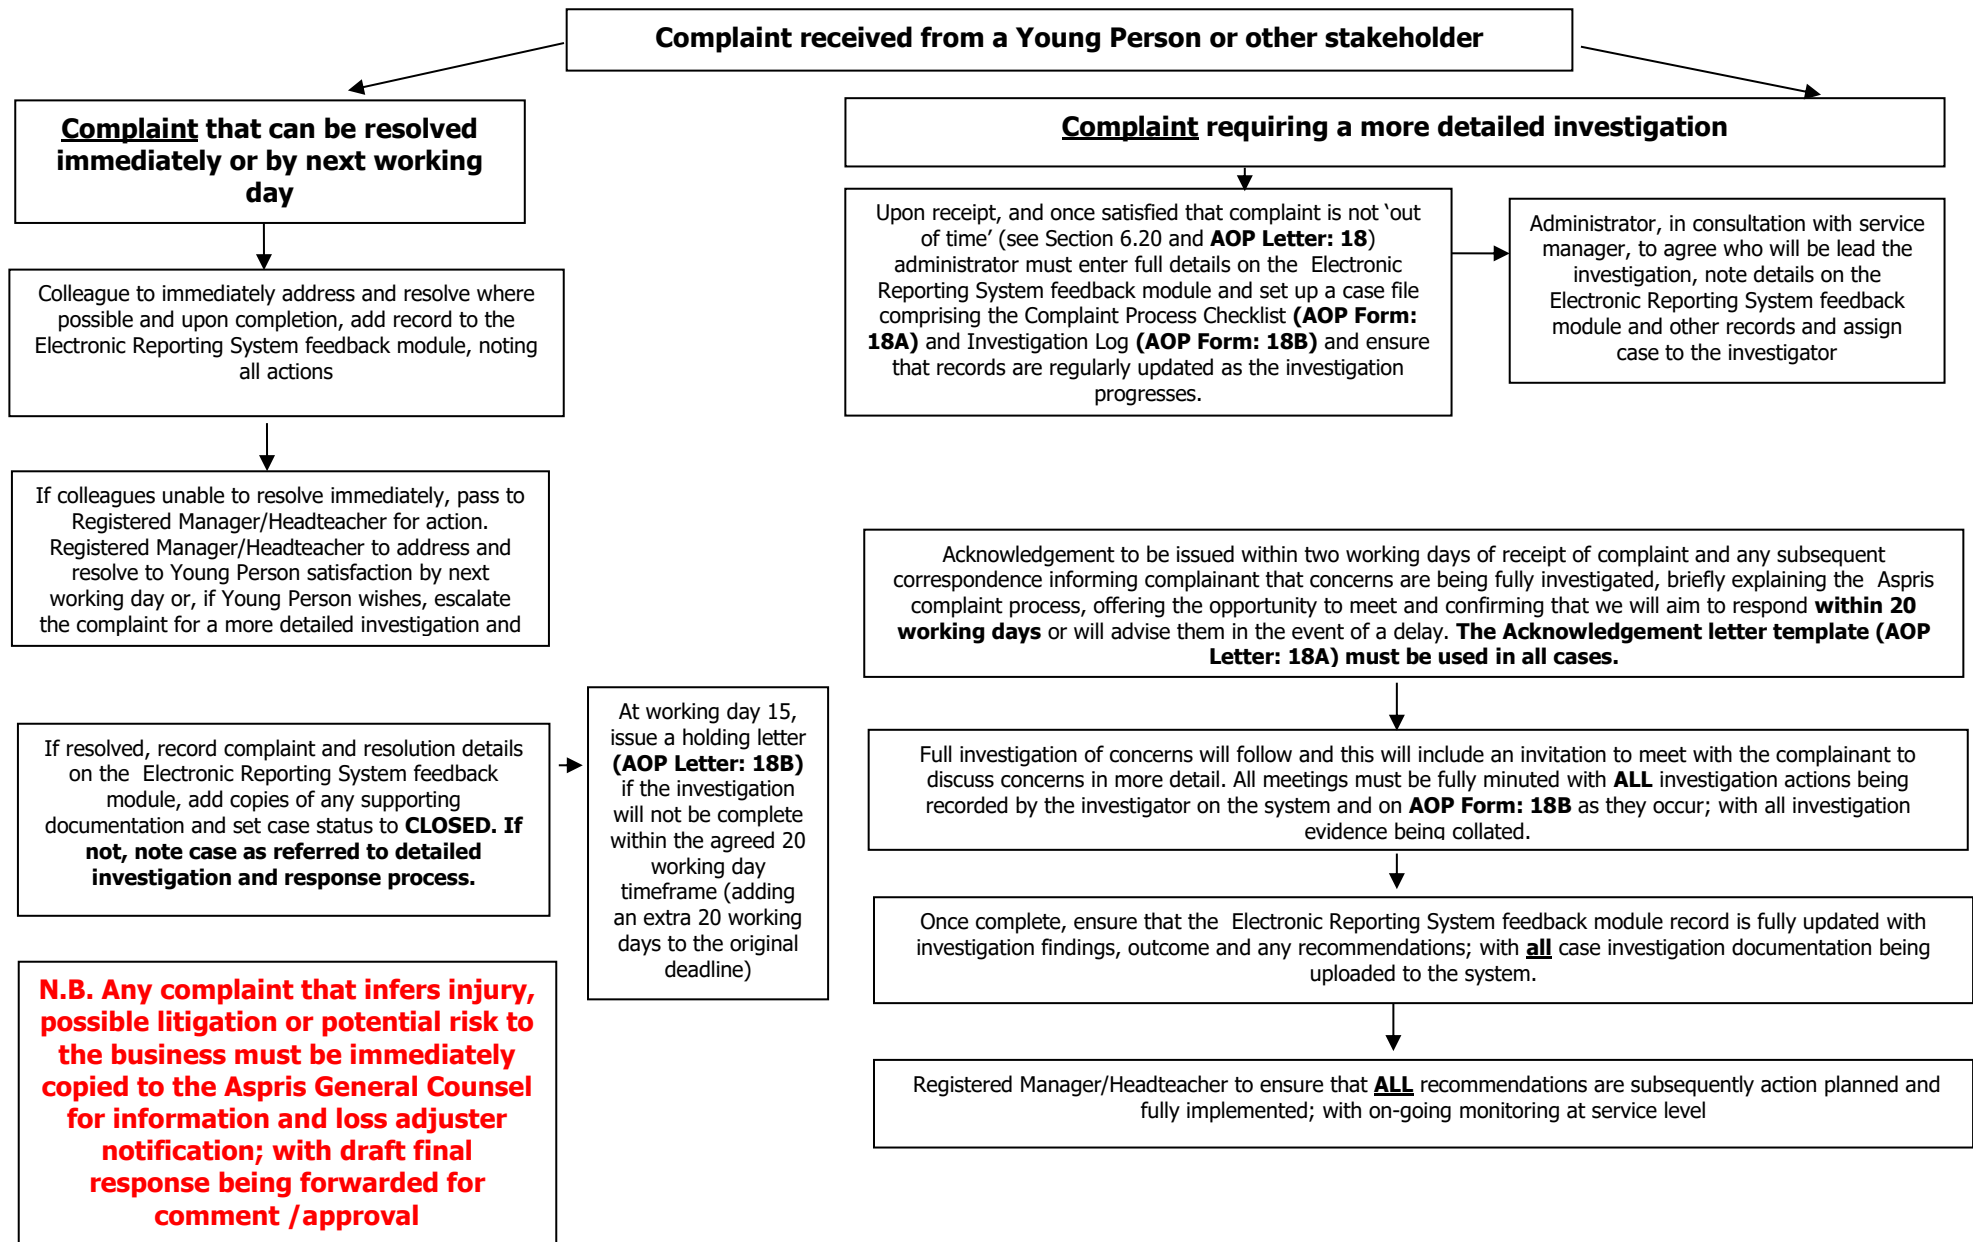 Complaint received from a Young Person or other stakeholder
Complaint that can be resolved
immediately or by next working
day
Colleague to immediately address and resolve where
possible and upon completion, add record to the
Electronic Reporting System feedback module, noting
all actions
If colleagues unable to resolve immediately, pass to
Registered Manager/Headteacher for action.
Registered Manager/Headteacher to address and
resolve to Young Person satisfaction by next
working day or, if Young Person wishes, escalate
the complaint for a more detailed investigation and
If resolved, record complaint and resolution details
on the Electronic Reporting System feedback
module, add copies of any supporting
documentation and set case status to CLOSED. If
not, note case as referred to detailed
investigation and response process.
N.B. Any complaint that infers injury,
possible litigation or potential risk to
the business must be immediately
copied to the Aspris General Counsel
for information and loss adjuster
notification; with draft final
response being forwarded for
comment /approval
At working day 15,
issue a holding letter
(AOP Letter: 18B)
if the investigation
will not be complete
within the agreed 20
working day
timeframe (adding
an extra 20 working
days to the original
deadline)
Complaint requiring a more detailed investigation
Upon receipt, and once satisfied that complaint is not ‘out
of time’ (see Section 6.20 and AOP Letter: 18)
administrator must enter full details on the Electronic
Reporting System feedback module and set up a case file
comprising the Complaint Process Checklist (AOP Form:
18A) and Investigation Log (AOP Form: 18B) and ensure
that records are regularly updated as the investigation
progresses.
Administrator, in consultation with service
manager, to agree who will be lead the
investigation, note details on the
Electronic Reporting System feedback
module and other records and assign
case to the investigator
Acknowledgement to be issued within two working days of receipt of complaint and any subsequent
correspondence informing complainant that concerns are being fully investigated, briefly explaining the Aspris
complaint process, offering the opportunity to meet and confirming that we will aim to respond within 20
working days or will advise them in the event of a delay. The Acknowledgement letter template (AOP
Letter: 18A) must be used in all cases.
Full investigation of concerns will follow and this will include an invitation to meet with the complainant to
discuss concerns in more detail. All meetings must be fully minuted with ALL investigation actions being
recorded by the investigator on the system and on AOP Form: 18B as they occur; with all investigation
evidence being collated.
Once complete, ensure that the Electronic Reporting System feedback module record is fully updated with
investigation findings, outcome and any recommendations; with all case investigation documentation being
uploaded to the system.
Registered Manager/Headteacher to ensure that ALL recommendations are subsequently action planned and
fully implemented; with on-going monitoring at service level